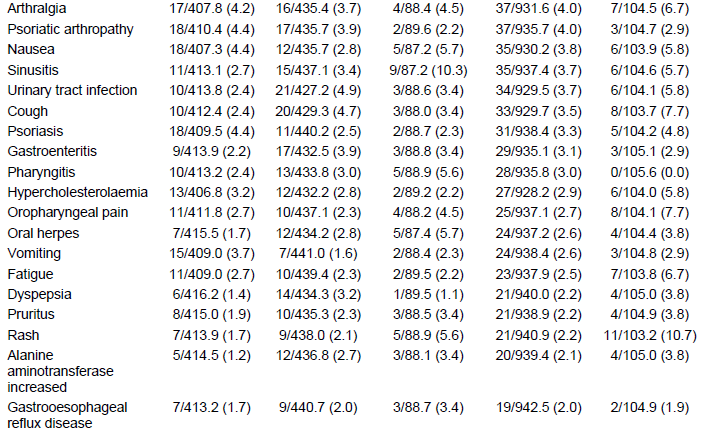 Arthralgia 17/407.8 (4.2) 16/435.4 (3.7) 4/88.4 (4.5) 37/931.6 (4.0) 7/104.5 (6.7)
Psoriatic arthropathy 18/410.4 (4.4) 17/435.7 (3.9) 2/89.6 (2.2) 37/935.7 (4.0) 3/104.7 (2.9)
Nausea 18/407.3 (4.4) 12/435.7 (2.8) 5/87.2 (5.7) 35/930.2 (3.8) 6/103.9 (5.8)
Sinusitis 11/413.1 (2.7) 15/437.1 (3.4) 9/87.2 (10.3) 35/937.4 (3.7) 6/104.6 (5.7)
Urinary tract infection 10/413.8 (2.4) 21/427.2 (4.9) 3/88.6 (3.4) 34/929.5 (3.7) 6/104.1 (5.8)
Cough 10/412.4 (2.4) 20/429.3 (4.7) 3/88.0 (3.4) 33/929.7 (3.5) 8/103.7 (7.7)
Psoriasis 18/409.5 (4.4) 11/440.2 (2.5) 2/88.7 (2.3) 31/938.4 (3.3) 5/104.2 (4.8)
Gastroenteritis 9/413.9 (2.2) 17/432.5 (3.9) 3/88.8 (3.4) 29/935.1 (3.1) 3/105.1 (2.9)
Pharyngitis 10/413.2 (2.4) 13/433.8 (3.0) 5/88.9 (5.6) 28/935.8 (3.0) 0/105.6 (0.0)
Hypercholesterolaemia 13/406.8 (3.2) 12/432.2 (2.8) 2/89.2 (2.2) 27/928.2 (2.9) 6/104.0 (5.8)
Oropharyngeal pain 11/411.8 (2.7) 10/437.1 (2.3) 4/88.2 (4.5) 25/937.1 (2.7) 8/104.1 (7.7)
Oral herpes 7/415.5 (1.7) 12/434.2 (2.8) 5/87.4 (5.7) 24/937.2 (2.6) 4/104.4 (3.8)
Vomiting 15/409.0 (3.7) 7/441.0 (1.6) 2/88.4 (2.3) 24/938.4 (2.6) 3/104.8 (2.9)
Fatigue 11/409.0 (2.7) 10/439.4 (2.3) 2/89.5 (2.2) 23/937.9 (2.5) 7/103.8 (6.7)
Dyspepsia 6/416.2 (1.4) 14/434.3 (3.2) 1/89.5 (1.1) 21/940.0 (2.2) 4/105.0 (3.8)
Pruritus 8/415.0 (1.9) 10/435.3 (2.3) 3/88.5 (3.4) 21/938.9 (2.2) 4/104.9 (3.8)
Rash 7/413.9 (1.7) 9/438.0 (2.1) 5/88.9 (5.6) 21/940.9 (2.2) 11/103.2 (10.7)
Alanine 5/414.5 (1.2) 12/436.8 (2.7) 3/88.1 (3.4) 20/939.4 (2.1) 4/105.0 (3.8)
aminotransferase
increased
Gastrooesophageal 7/413.2 (1.7) 9/440.7 (2.0) 3/88.7 (3.4) 19/942.5 (2.0) 2/104.9 (1.9)
reflux disease